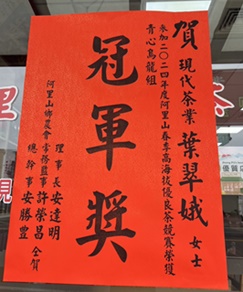 賀 現代茶業 葉翠娥 女士
參加二〇二四年度阿里山春季高海拔優良茶競賽榮獲
青心烏龍組
冠軍獎
阿里山鄉農會
理事長 安達明
常務監事 許榮昌
總幹事 安勝豐
仝賀
現
優質